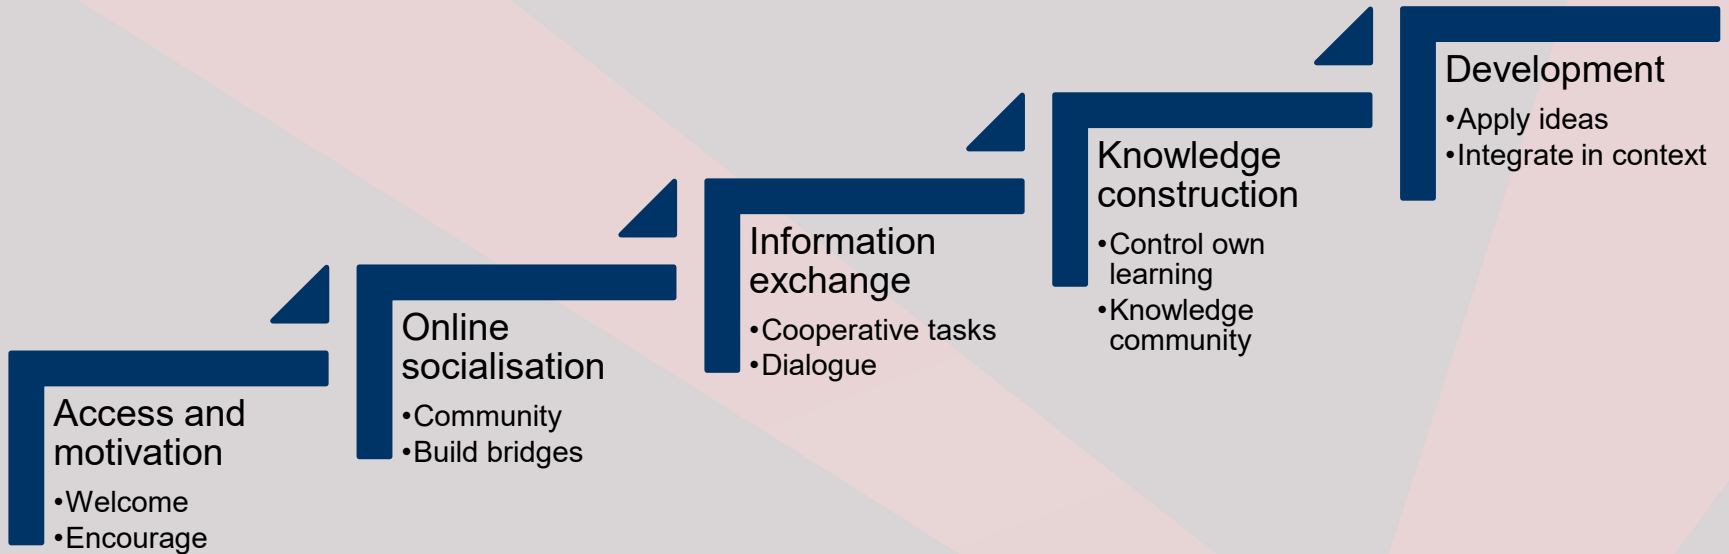 Access and
motivation
•Welcome
•Encourage
Online
socialisation
•Community
•Build bridges
Information
exchange
•Cooperative tasks
•Dialogue
Knowledge
construction
•Control own
learning
•Knowledge
community
Development
•Apply ideas
•Integrate in context